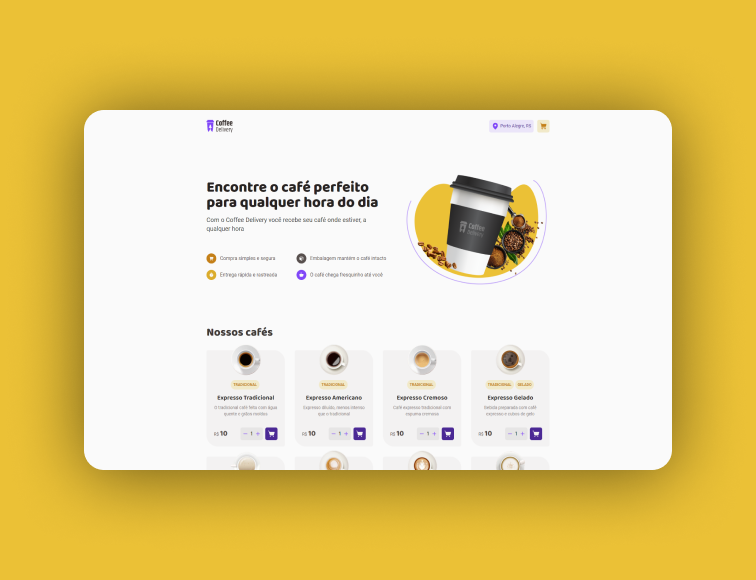 Coffee
Delivery
Porto Alegre, RS
Encontre o café perfeito
para qualquer hora do dia
Com o Coffee Delivery você recebe seu café onde estiver, a
qualquer hora
Compra simples e segura
Embalagem mantém o café intacto
Entrega rápida e rastreada
O café chega fresquinho até você
Coffee
Delivery
Nossos cafés
TRADICIONAL
TRADICIONAL
TRADICIONAL
TRADICIONAL GELADO
Expresso Tradicional
Expresso Americano
Expresso Cremoso
Expresso Gelado
O tradicional café feito com água
quente e grãos moídos
Expresso diluído, menos intenso
que o tradicional
Café expresso tradicional com
espuma cremosa
Bebida preparada com café
expresso e cubos de gelo
R$ 10
− 1 +
R$ 10
− 1 +
R$ 10
− 1 +
R$ 10
− 1 +